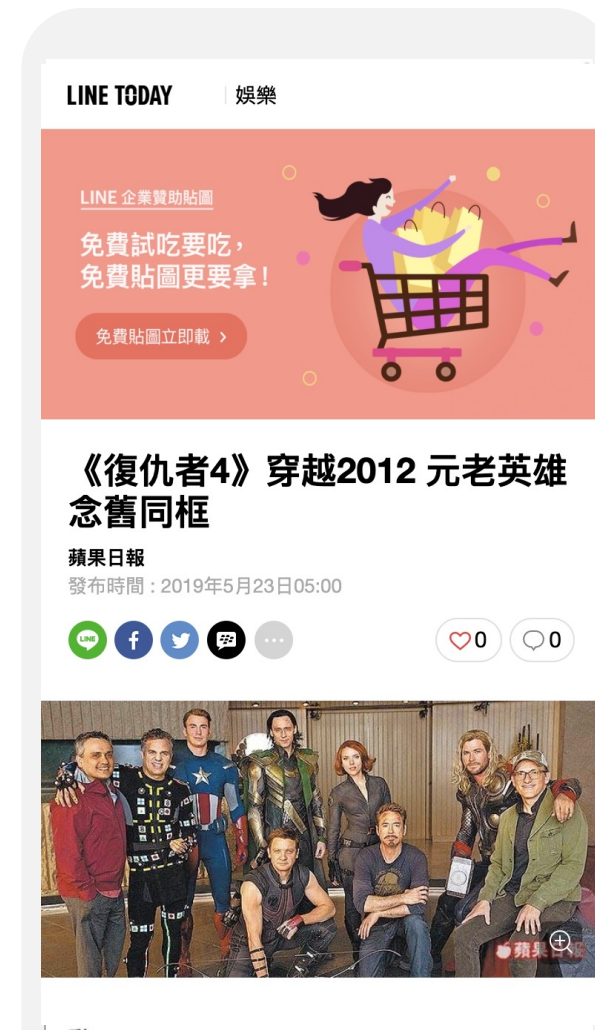 LINE TODAY
娛樂
LINE 企業贊助貼圖
免費試吃要吃，
免費貼圖更要拿！
免費貼圖立即載 ›
《復仇者4》穿越2012 元老英雄
念舊同框
蘋果日報
發布時間 : 2019年5月23日05:00
LINE
0
0
蘋果日報